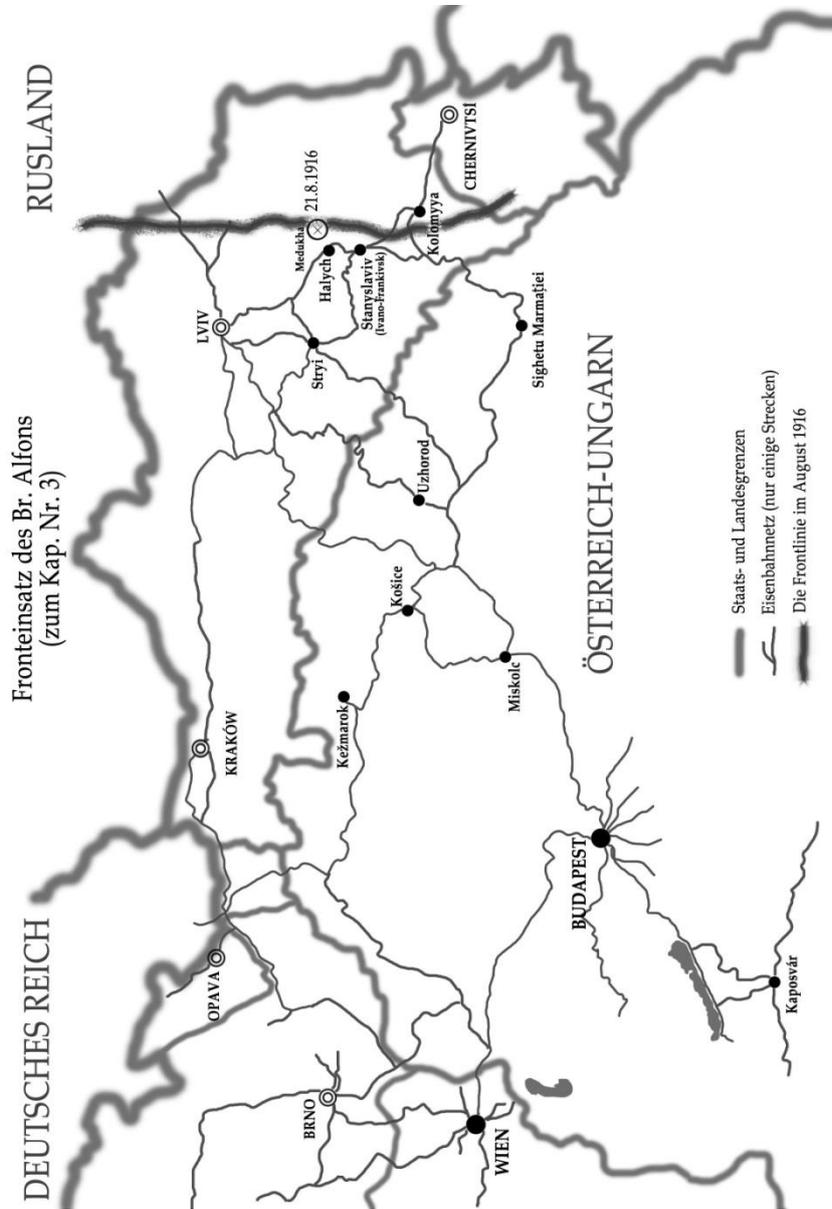 Fronteinsatz des Br. Alfons
(zum Kap. Nr. 3)
DEUTSCHES REICH
RUSLAND
OPAVA
KRAKÓW
LVIV
Medukha
21.8.1916
Halych
Stanyslaviv
(Ivano-Frankivsk)
Stryi
Kolomyya
CHERNIVTSI
BRNO
Kežmarok
Košice
Uzhorod
Sighetu Marmației
WIEN
Miskolc
BUDAPEST
ÖSTERREICH-UNGARN
Kaposvár
Staats- und Landesgrenzen
Eisenbahnnetz (nur einige Strecken)
Die Frontlinie im August 1916